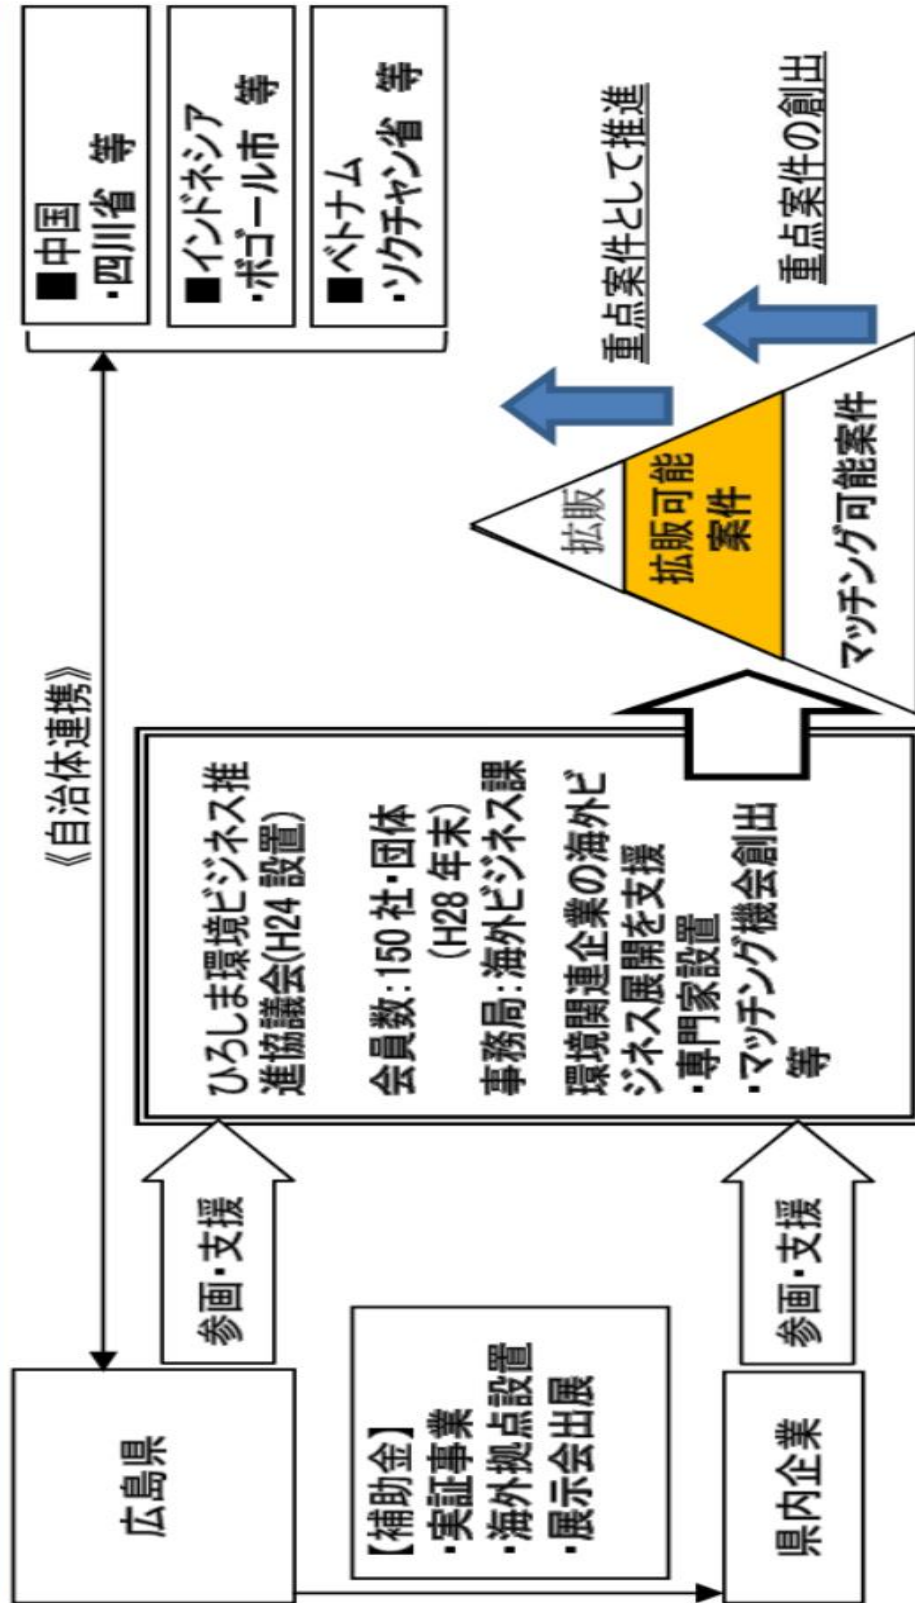 《自治体連携》
広島県
参画・支援
【補助金】
・実証事業
・海外拠点設置
・展示会出展
県内企業
参画・支援
ひろしま環境ビジネス推
進協議会(H24 設置)
会員数：150 社・団体
(H28 年末)
事務局：海外ビジネス課
環境関連企業の海外ビ
ジネス展開を支援
・専門家設置
・マッチング機会創出
等
■中国
・四川省 等
■インドネシア
・ボゴール市 等
■ベトナム
・ソクチャン省 等
拡販
拡販可能
案件
マッチング可能案件
重点案件として推進
重点案件の創出